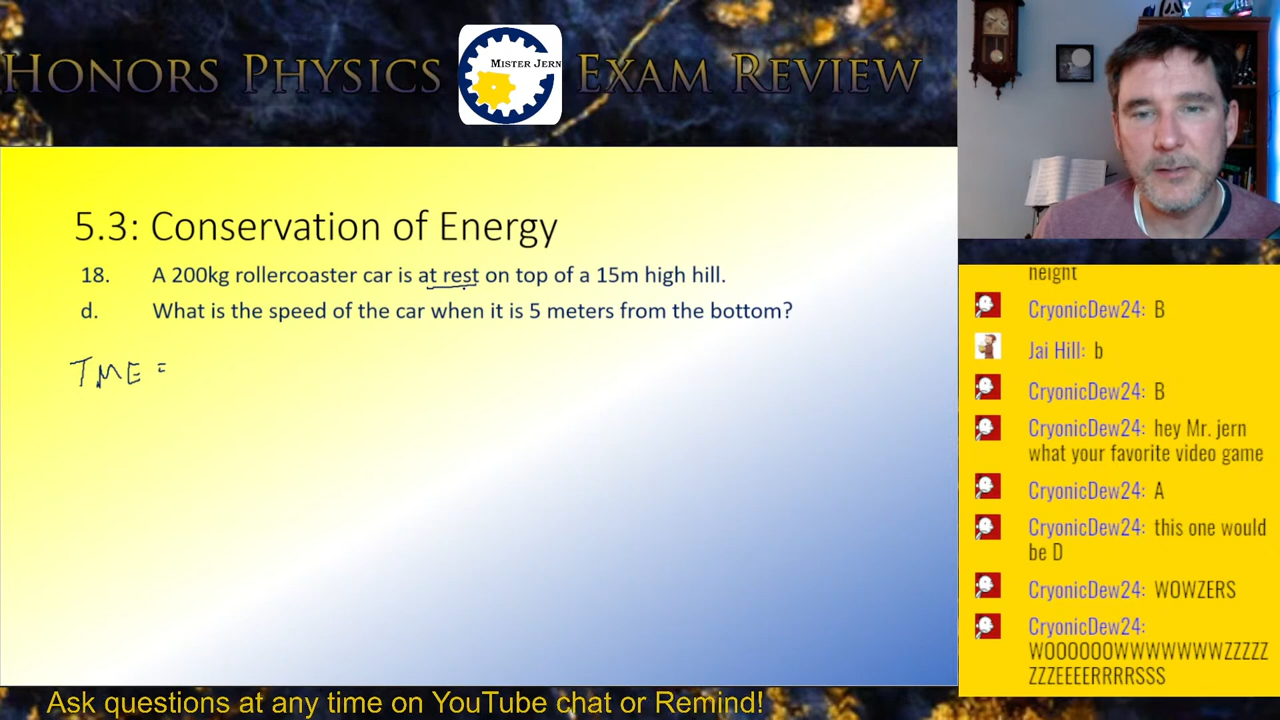 HONORS PHYSICS MISTER JERN EXAM REVIEW
5.3: Conservation of Energy
18. A 200kg rollercoaster car is at rest on top of a 15m high hill.
d. What is the speed of the car when it is 5 meters from the bottom?
TME =
height
CryonicDew24: B
Jai Hill: b
CryonicDew24: B
CryonicDew24: hey Mr. jern
what your favorite video game
CryonicDew24: A
CryonicDew24: this one would
be D
CryonicDew24: WOWZERS
CryonicDew24:
WOOOOOOWWWWWWWZZZZZ
ZZZEEEERRRRSSS
Ask questions at any time on YouTube chat or Remind!